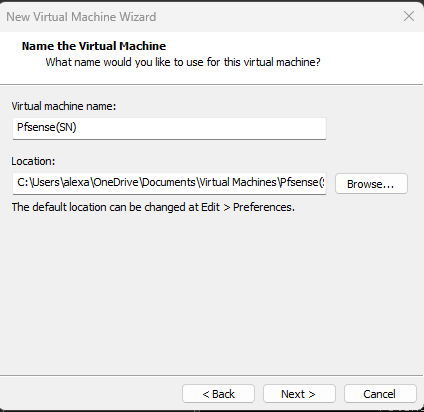 New Virtual Machine Wizard
Name the Virtual Machine
What name would you like to use for this virtual machine?
Virtual machine name:
Pfsense(SN)
Location:
C:\Users\alexa\OneDrive\Documents\Virtual Machines\Pfsense(S
Browse...
The default location can be changed at Edit > Preferences.
< Back
Next >
Cancel